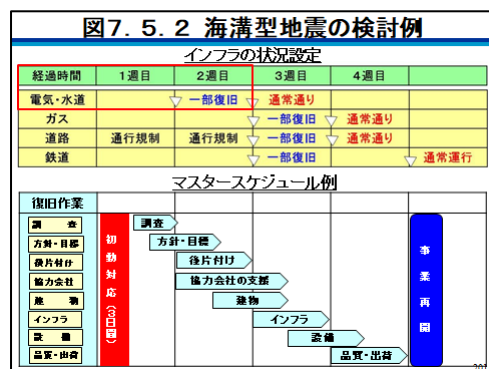 図7.5.2 海溝型地震の検討例
インフラの状況設定
経過時間 1週目 2週目 3週目 4週目
電気・水道 一部復旧 通常通り
ガス 一部復旧 通常通り
道路 通行規制 通行規制 一部復旧 通常通り
鉄道 一部復旧 通常運行
マスタースケジュール例
復旧作業
調査 調査
方針・目標 方針・目標
後片付け 後片付け
協力会社 協力会社の支援
建物 建物
インフラ インフラ
設備 設備
品質・出荷 品質・出荷
初動対応(3日間)
事業再開
201